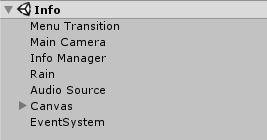 Info
Menu Transition
Main Camera
Info Manager
Rain
Audio Source
Canvas
EventSystem